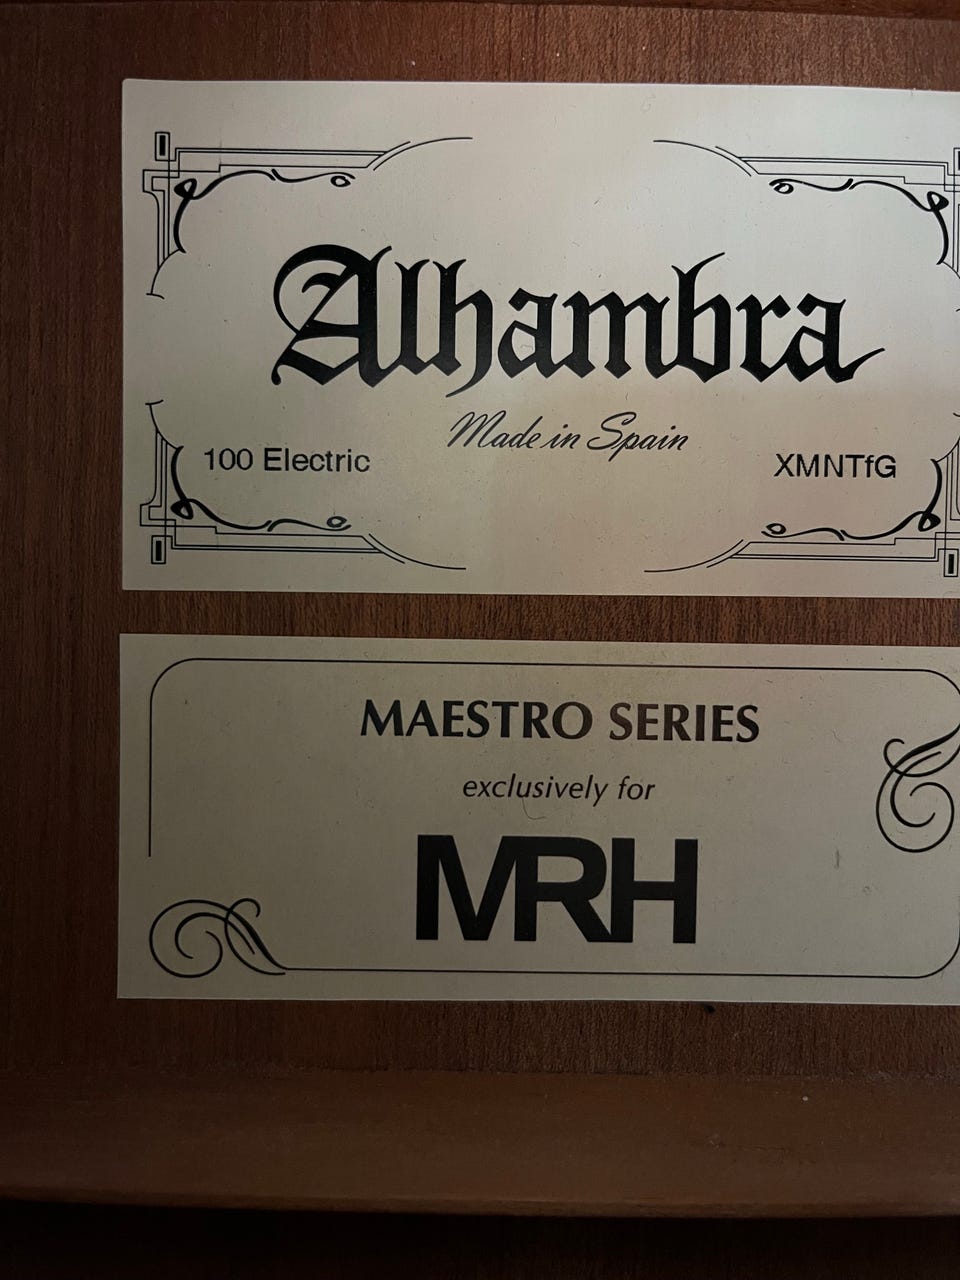 Alhambra
Made in Spain
100 Electric XMNTfG
MAESTRO SERIES
exclusively for
MRH